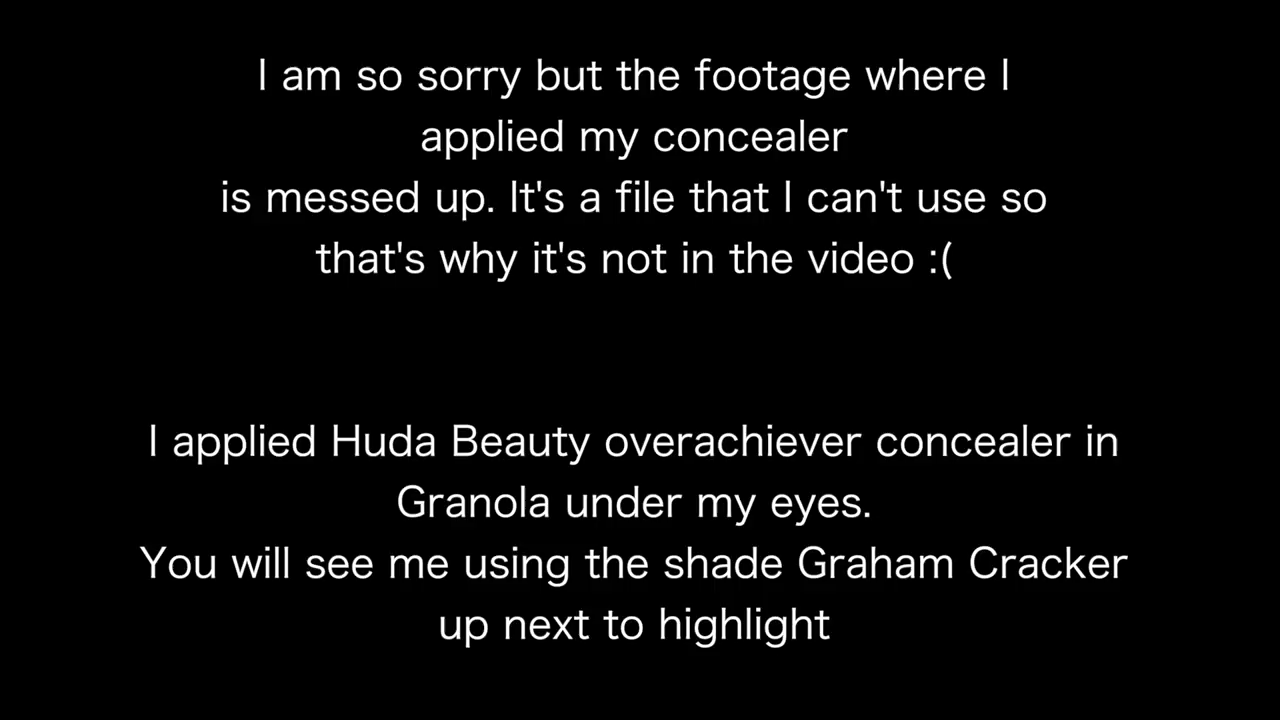 I am so sorry but the footage where I
applied my concealer
is messed up. It's a file that I can't use so
that's why it's not in the video :(
I applied Huda Beauty overachiever concealer in
Granola under my eyes.
You will see me using the shade Graham Cracker
up next to highlight